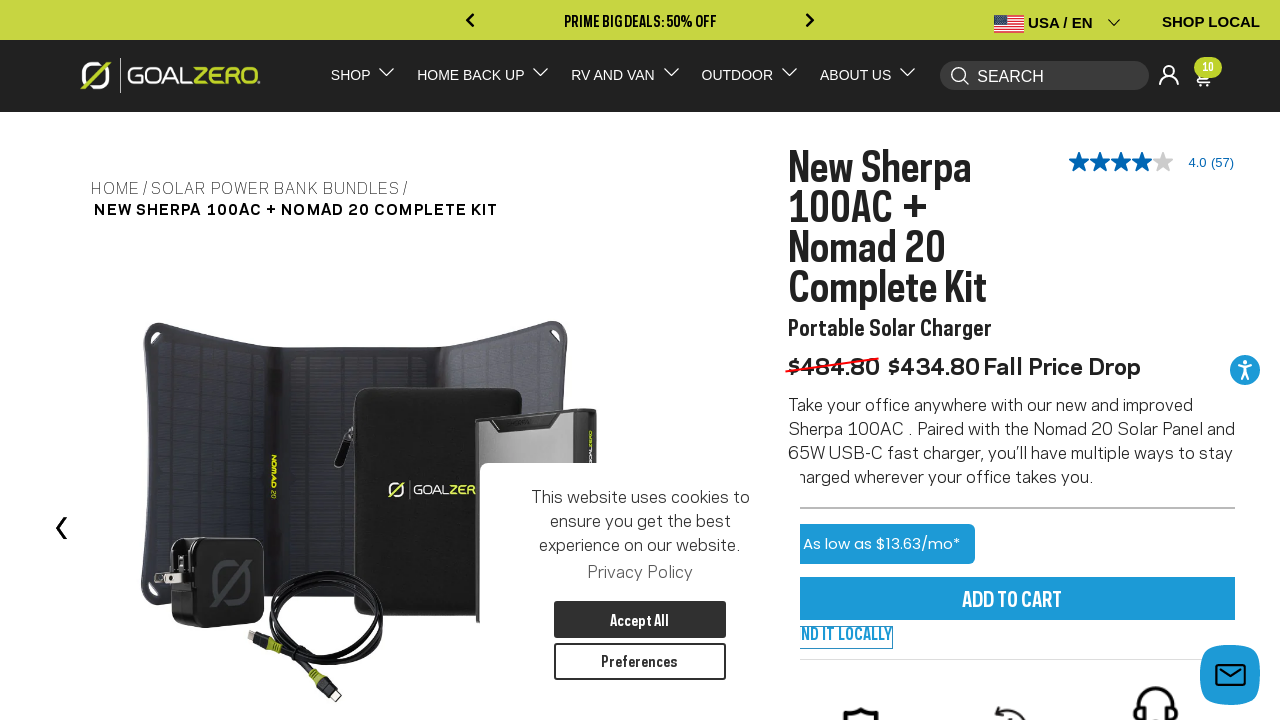 PRIME BIG DEALS: 50% OFF
USA / EN
SHOP LOCAL
GOALZERO.
SHOP
HOME BACK UP
RV AND VAN
OUTDOOR
ABOUT US
SEARCH
10
HOME / SOLAR POWER BANK BUNDLES /
NEW SHERPA 100AC + NOMAD 20 COMPLETE KIT
New Sherpa
100AC +
Nomad 20
Complete Kit
4.0 (57)
Portable Solar Charger
$484.80 $434.80 Fall Price Drop
Take your office anywhere with our new and improved
Sherpa 100AC . Paired with the Nomad 20 Solar Panel and
65W USB-C fast charger, you’ll have multiple ways to stay
harged wherever your office takes you.
As low as $13.63/mo*
ADD TO CART
ND IT LOCALLY
NOMAD 20
GOALZER
GOALZERO
This website uses cookies to
ensure you get the best
experience on our website.
Privacy Policy
Accept All
Preferences